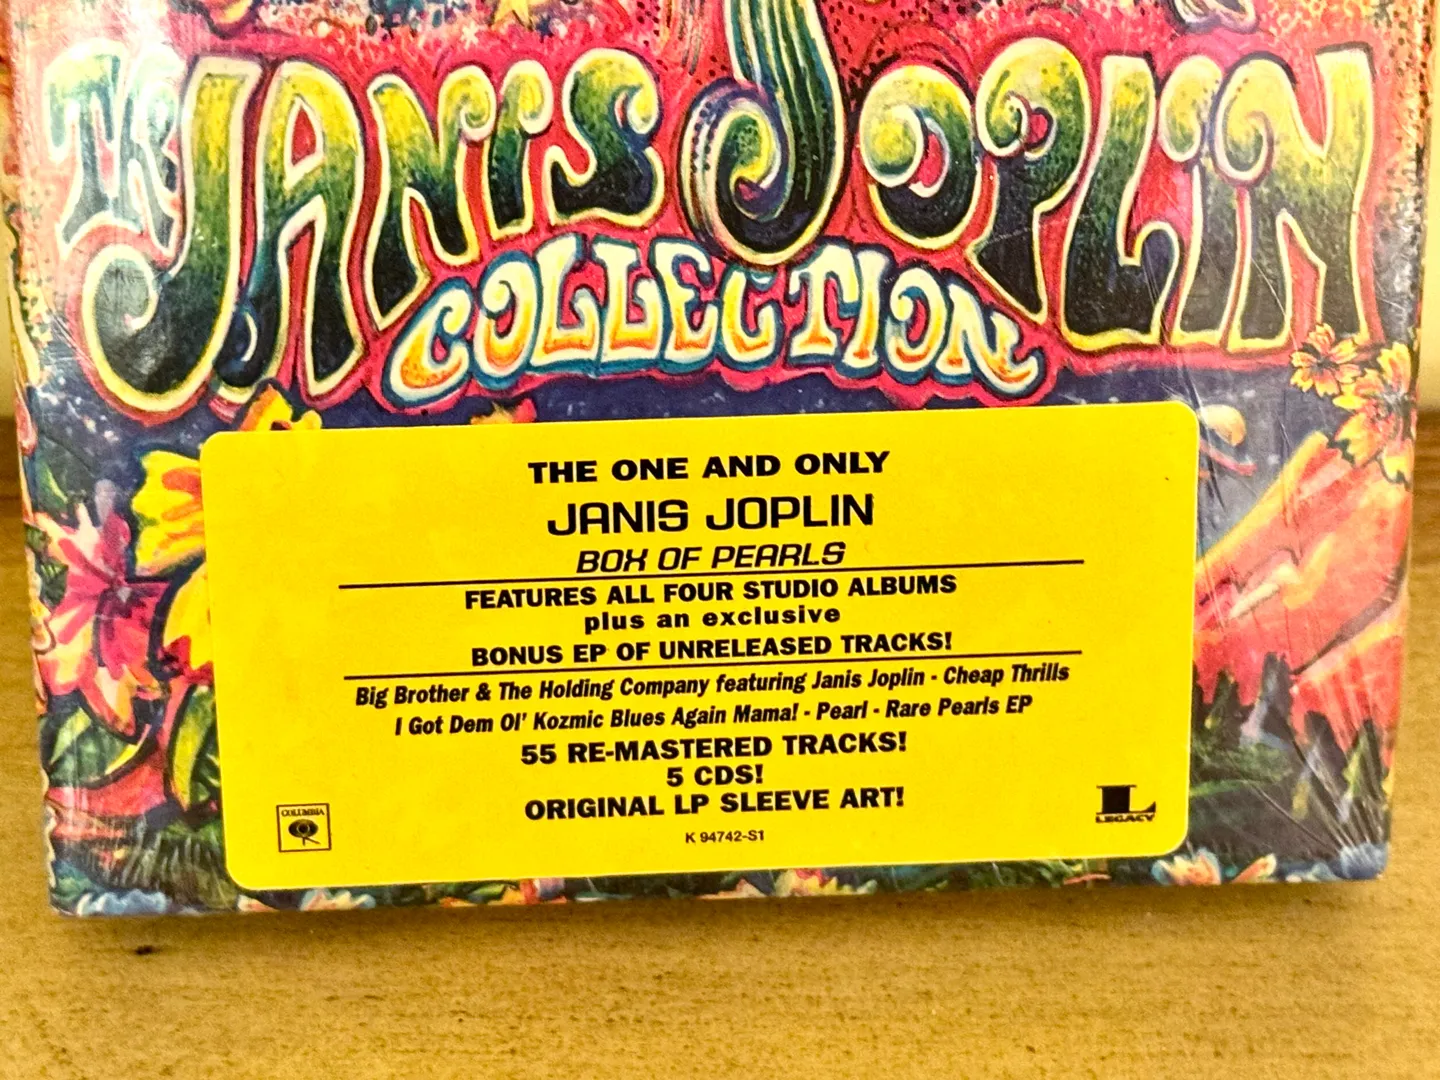 THE JANIS JOPLIN
COLLECTION
THE ONE AND ONLY
JANIS JOPLIN
BOX OF PEARLS
FEATURES ALL FOUR STUDIO ALBUMS
plus an exclusive
BONUS EP OF UNRELEASED TRACKS!
Big Brother & The Holding Company featuring Janis Joplin - Cheap Thrills
I Got Dem Ol' Kozmic Blues Again Mama! - Pearl - Rare Pearls EP
55 RE-MASTERED TRACKS!
5 CDS!
ORIGINAL LP SLEEVE ART!
COLUMBIA
L
LEGACY
K 94742-S1